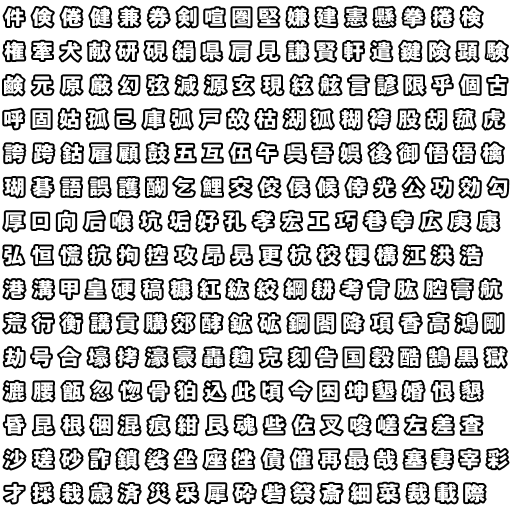 件倹倦健兼券剣喧圏堅嫌建憲懸拳捲検
権牽犬献研硯絹県肩見謙賢軒遣鍵険顕験
鹸元原厳幻弦減源玄現絃舷言諺限乎個古
呼固姑孤己庫弧戸故枯湖狐糊袴股胡菰虎
誇跨鈷雇顧鼓五互伍午呉吾娯後御悟梧檎
瑚碁語誤護醐乞鯉交佼侯候倖光公功効勾
厚口向后喉坑垢好孔孝宏工巧巷幸広庚康
弘恒慌抗拘控攻昂晃更杭校梗構江洪浩
港溝甲皇硬稿糠紅紘絞綱耕考肯肱腔膏航
荒行衡講貢購郊酵鉱砿鋼閤降項香高鴻剛
劫号合壕拷濠豪轟麹克刻告国穀酷鵠黒獄
漉腰甑忽惚骨狛込此頃今困坤墾婚恨懇
昏昆根梱混痕紺艮魂些佐叉唆嵯左差査
沙瑳砂詐鎖裟坐座挫債催再最哉塞妻宰彩
才採栽歳済災采犀砕砦祭斎細菜裁載際